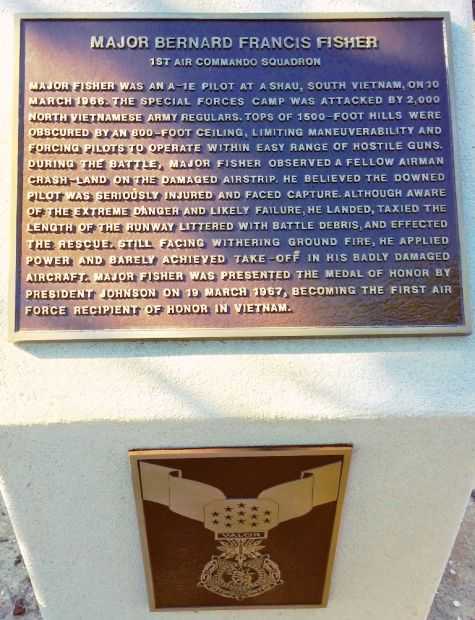 MAJOR BERNARD FRANCIS FISHER
1ST AIR COMMANDO SQUADRON
MAJOR FISHER WAS AN A-1E PILOT AT A SHAU, SOUTH VIETNAM, ON 10
MARCH 1966. THE SPECIAL FORCES CAMP WAS ATTACKED BY 2,000
NORTH VIETNAMESE ARMY REGULARS. TOPS OF 1500-FOOT HILLS WERE
OBSCURED BY AN 800-FOOT CEILING, LIMITING MANEUVERABILITY AND
FORCING PILOTS TO OPERATE WITHIN EASY RANGE OF HOSTILE GUNS.
DURING THE BATTLE, MAJOR FISHER OBSERVED A FELLOW AIRMAN
CRASH-LAND ON THE DAMAGED AIRSTRIP. HE BELIEVED THE DOWNED
PILOT WAS SERIOUSLY INJURED AND FACED CAPTURE. ALTHOUGH AWARE
OF THE EXTREME DANGER AND LIKELY FAILURE, HE LANDED, TAXIED THE
LENGTH OF THE RUNWAY LITTERED WITH BATTLE DEBRIS, AND EFFECTED
THE RESCUE. STILL FACING WITHERING GROUND FIRE, HE APPLIED
POWER AND BARELY ACHIEVED TAKE-OFF IN HIS BADLY DAMAGED
AIRCRAFT. MAJOR FISHER WAS PRESENTED THE MEDAL OF HONOR BY
PRESIDENT JOHNSON ON 19 MARCH 1967, BECOMING THE FIRST AIR
FORCE RECIPIENT OF HONOR IN VIETNAM.
VALOR